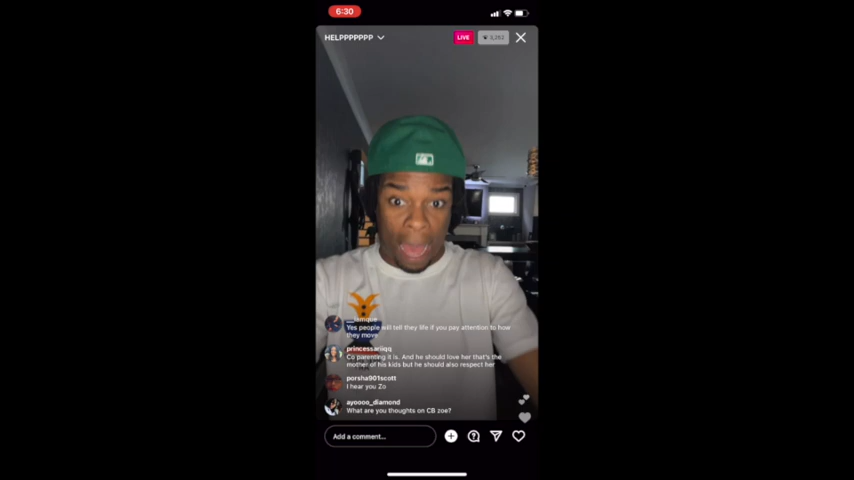 6:30
HELPPPPPPP
LIVE
Yes people will tell they life if you pay attention to how
they move
princessariiqq
Co parenting it is. And he should love her that's the
mother of his kids but he should also respect her
porsha901scott
I hear you Zo
ayoooo_diamond
What are you thoughts on CB zoe?
Add a comment...